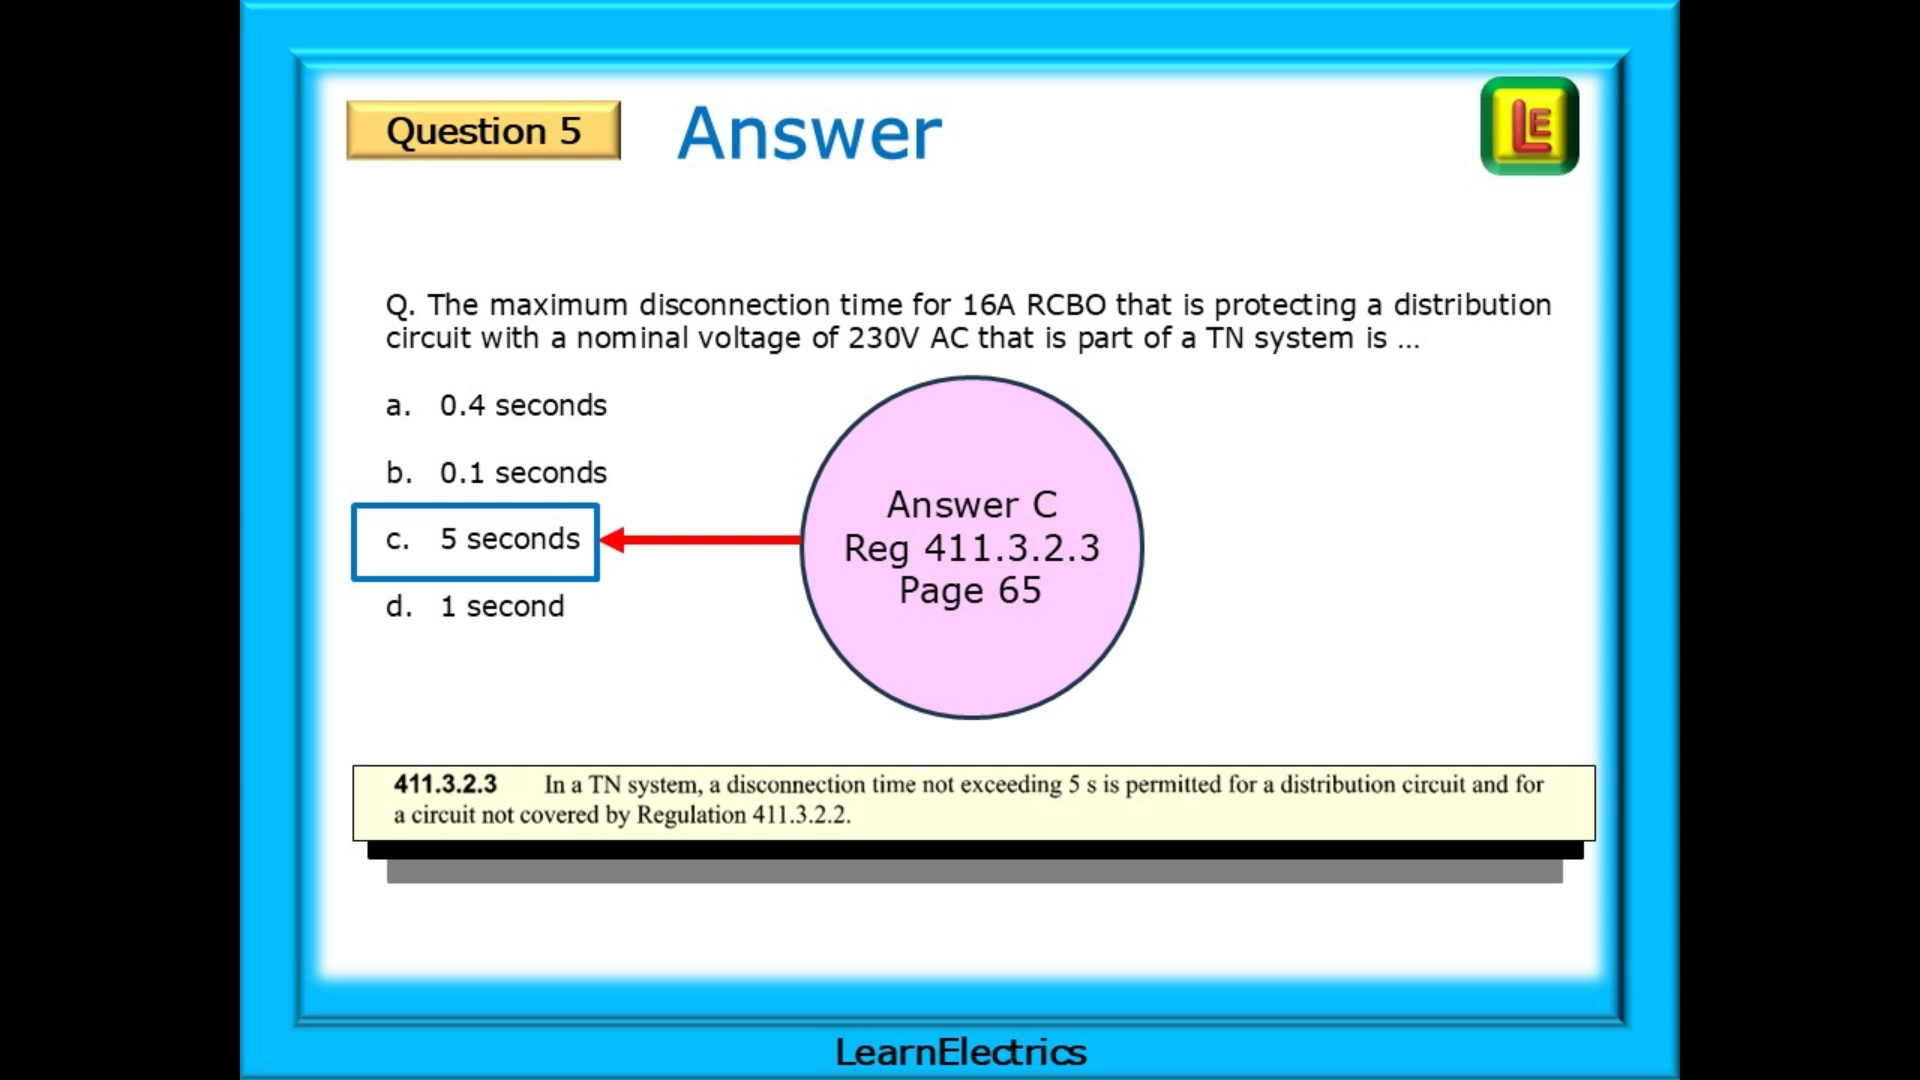 Question 5
Answer
LE
Q. The maximum disconnection time for 16A RCBO that is protecting a distribution
circuit with a nominal voltage of 230V AC that is part of a TN system is ...
a. 0.4 seconds
b. 0.1 seconds
c. 5 seconds
d. 1 second
Answer C
Reg 411.3.2.3
Page 65
411.3.2.3 In a TN system, a disconnection time not exceeding 5 s is permitted for a distribution circuit and for
a circuit not covered by Regulation 411.3.2.2.
LearnElectrics